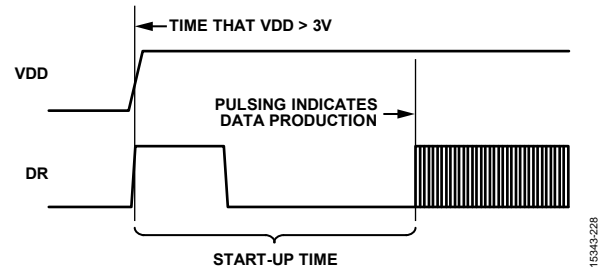 TIME THAT VDD > 3V
VDD
PULSING INDICATES
DATA PRODUCTION
DR
START-UP TIME
15343-228